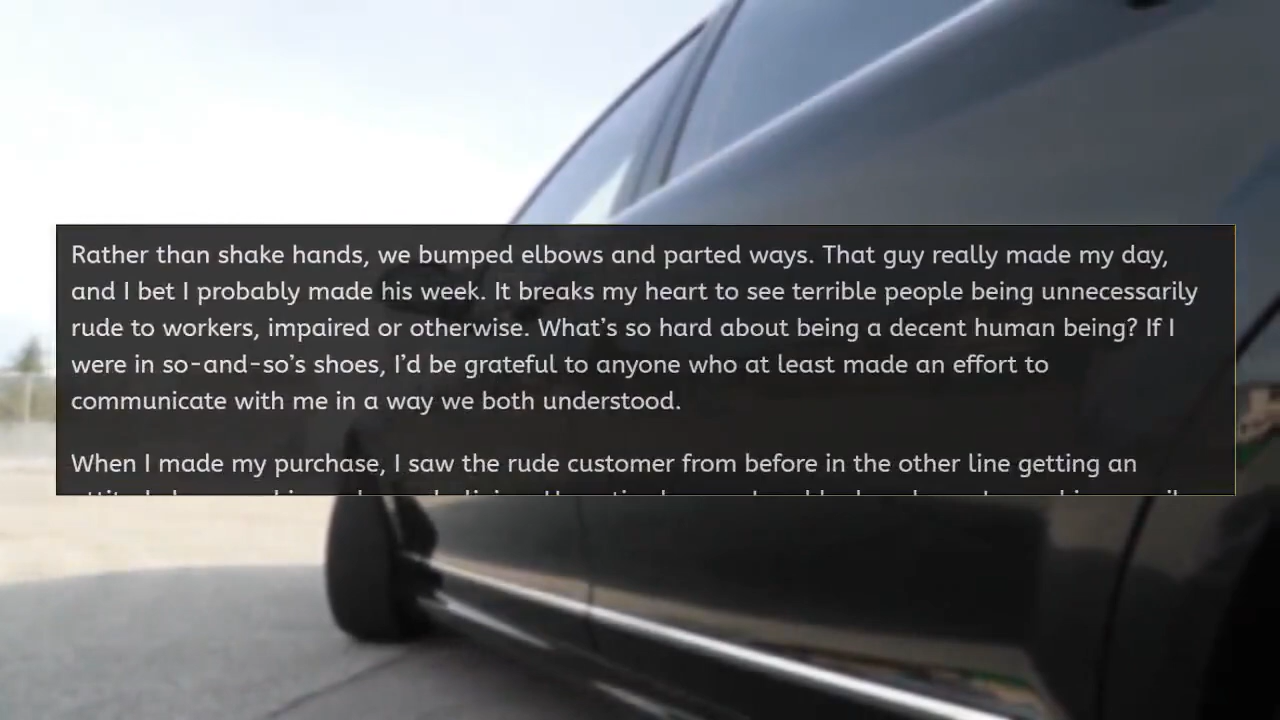 Rather than shake hands, we bumped elbows and parted ways. That guy really made my day,
and I bet I probably made his week. It breaks my heart to see terrible people being unnecessarily
rude to workers, impaired or otherwise. What’s so hard about being a decent human being? If I
were in so-and-so’s shoes, I’d be grateful to anyone who at least made an effort to
communicate with me in a way we both understood.
When I made my purchase, I saw the rude customer from before in the other line getting an